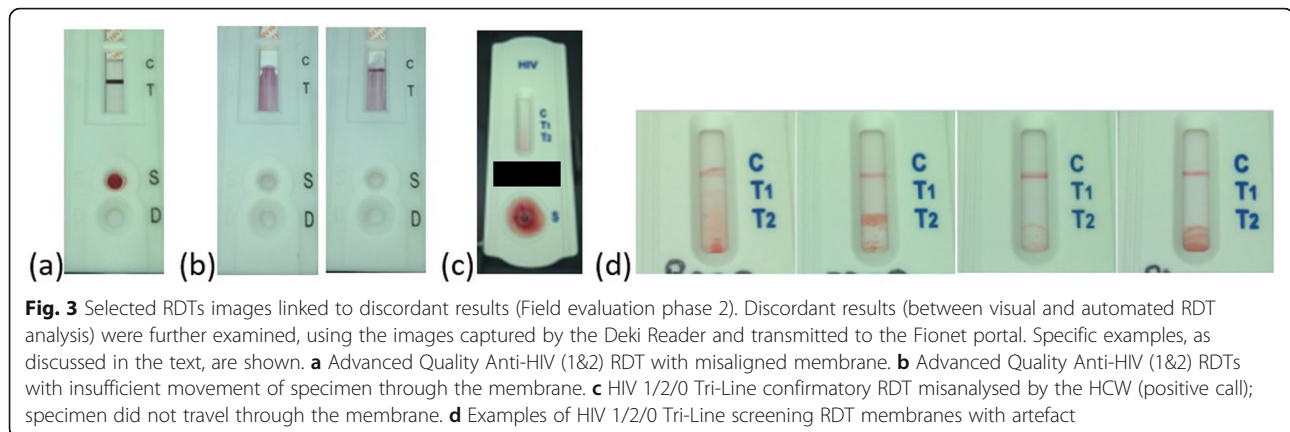 HIV
C
T
S
D
C
T
S
D
C
T
S
D
HIV
C
T1
T2
S
C
T1
T2
C
T1
T2
C
T1
T2
C
T1
T2
(a) (b) (c) (d)
Fig. 3 Selected RDTs images linked to discordant results (Field evaluation phase 2). Discordant results (between visual and automated RDT
analysis) were further examined, using the images captured by the Deki Reader and transmitted to the Fionet portal. Specific examples, as
discussed in the text, are shown. a Advanced Quality Anti-HIV (1&2) RDT with misaligned membrane. b Advanced Quality Anti-HIV (1&2) RDTs
with insufficient movement of specimen through the membrane. c HIV 1/2/0 Tri-Line confirmatory RDT misanalysed by the HCW (positive call);
specimen did not travel through the membrane. d Examples of HIV 1/2/0 Tri-Line screening RDT membranes with artefact